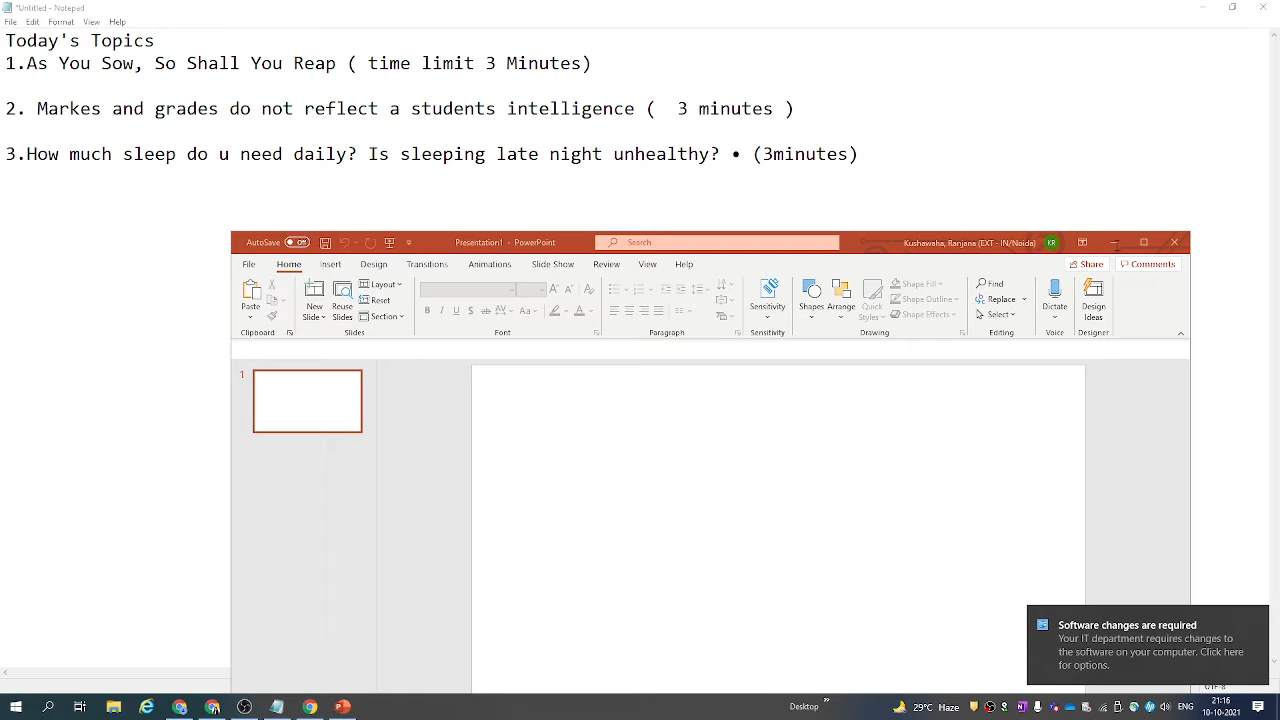 *Untitled - Notepad
File Edit Format View Help
Today's Topics
1.As You Sow, So Shall You Reap ( time limit 3 Minutes)
2. Markes and grades do not reflect a students intelligence (  3 minutes )
3.How much sleep do u need daily? Is sleeping late night unhealthy? • (3minutes)
AutoSave Off Presentation1 - PowerPoint Search Kushawaha, Ranjana (EXT - IN/Noida) KR
File Home Insert Design Transitions Animations Slide Show Review View Help Share Comments
Paste New Slide Reuse Slides Layout Reset Section
B I U S ab AV Aa A
Sensitivity Shapes Arrange Quick Styles Shape Fill Shape Outline Shape Effects
Find Replace Select Dictate Design Ideas
Clipboard Slides Font Paragraph Sensitivity Drawing Editing Voice Designer
1
Software changes are required
Your IT department requires changes to
the software on your computer. Click here
for options.
UTF-8
Desktop 29°C Haze ENG 21:16
10-10-2021